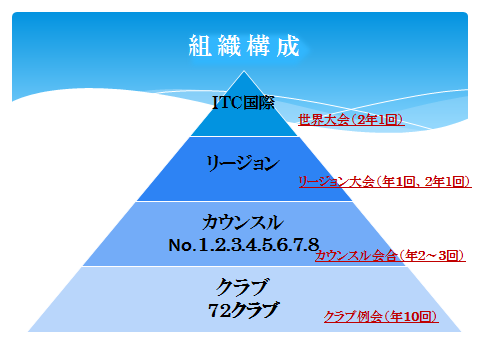 組織構成
ITC国際
世界大会（2年1回）
リージョン
リージョン大会（年1回、2年1回）
カウンスル
No.1.2.3.4.5.6.7.8
カウンスル会合（年2～3回）
クラブ
72クラブ
クラブ例会（年10回）